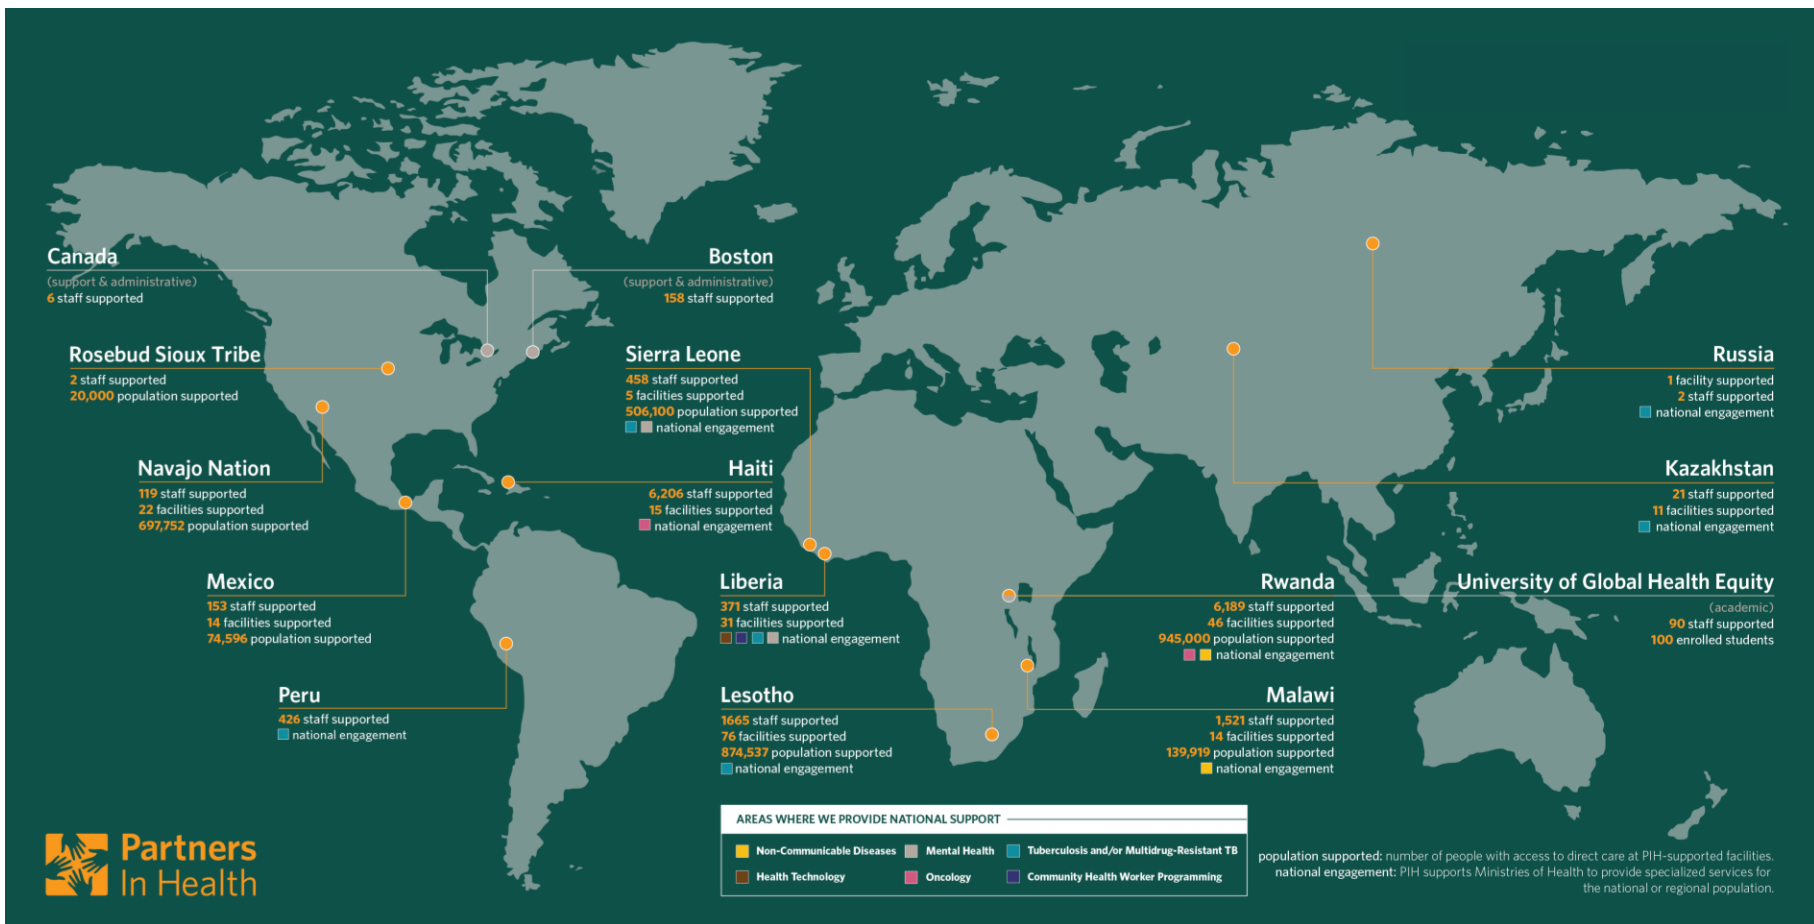 Canada
(support & administrative)
6 staff supported
Boston
(support & administrative)
158 staff supported
Rosebud Sioux Tribe
2 staff supported
20,000 population supported
Sierra Leone
458 staff supported
5 facilities supported
506,100 population supported
national engagement
Russia
1 facility supported
2 staff supported
national engagement
Navajo Nation
119 staff supported
22 facilities supported
697,752 population supported
Haiti
6,206 staff supported
15 facilities supported
national engagement
Kazakhstan
21 staff supported
11 facilities supported
national engagement
Mexico
153 staff supported
14 facilities supported
74,596 population supported
Liberia
371 staff supported
31 facilities supported
national engagement
Rwanda
6,189 staff supported
46 facilities supported
945,000 population supported
national engagement
University of Global Health Equity
(academic)
90 staff supported
100 enrolled students
Peru
426 staff supported
national engagement
Lesotho
1665 staff supported
76 facilities supported
874,537 population supported
national engagement
Malawi
1,521 staff supported
14 facilities supported
139,919 population supported
national engagement
AREAS WHERE WE PROVIDE NATIONAL SUPPORT
Non-Communicable Diseases Mental Health Tuberculosis and/or Multidrug-Resistant TB
Health Technology Oncology Community Health Worker Programming
Partners
In Health
population supported: number of people with access to direct care at PIH-supported facilities.
national engagement: PIH supports Ministries of Health to provide specialized services for
the national or regional population.